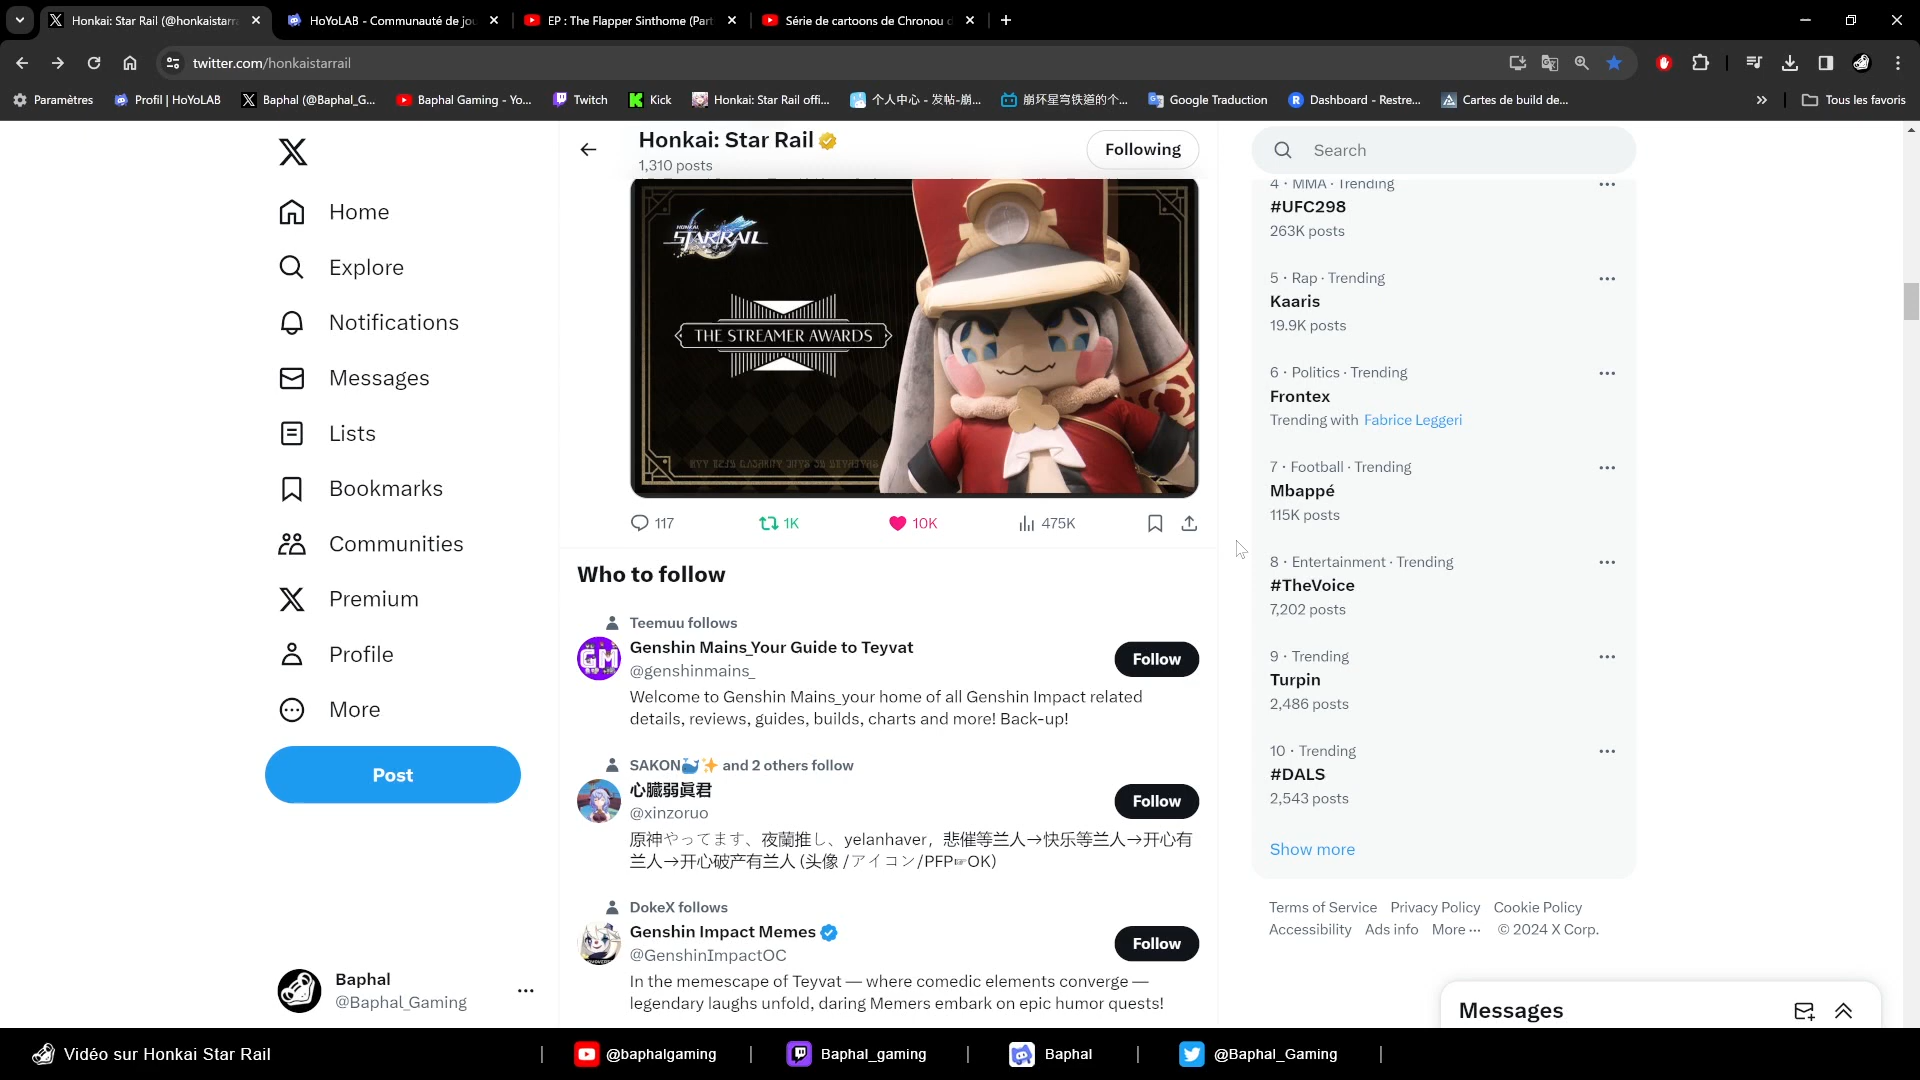 Honkai: Star Rail (@honkaistarra
HoYoLAB - Communauté de jou
EP : The Flapper Sinthome (Part
Série de cartoons de Chronou d
twitter.com/honkaistarrail
Paramètres
Profil | HoYoLAB
Baphal (@Baphal_G...
Baphal Gaming - Yo...
Twitch
Kick
Honkai: Star Rail offi...
个人中心 - 发帖-崩...
崩坏星穹铁道的个...
Google Traduction
Dashboard - Restre...
Cartes de build de...
Tous les favoris
Home
Explore
Notifications
Messages
Lists
Bookmarks
Communities
Premium
Profile
More
Post
Baphal
@Baphal_Gaming
Honkai: Star Rail
1,310 posts
Following
HONKAI
STAR RAIL
THE STREAMER AWARDS
117
1K
10K
475K
Who to follow
Teemuu follows
Genshin Mains_Your Guide to Teyvat
@genshinmains_
Follow
Welcome to Genshin Mains_your home of all Genshin Impact related
details, reviews, guides, builds, charts and more! Back-up!
SAKON🐳✨ and 2 others follow
心臓弱眞君
@xinzoruo
Follow
原神やってます、夜蘭推し、yelanhaver，悲催等兰人→快乐等兰人→开心有
兰人→开心破产有兰人 (头像 /アイコン/PFP☞OK)
DokeX follows
Genshin Impact Memes
@GenshinImpactOC
Follow
In the memescape of Teyvat — where comedic elements converge —
legendary laughs unfold, daring Memers embark on epic humor quests!
Search
4 · MMA · Trending
#UFC298
263K posts
5 · Rap · Trending
Kaaris
19.9K posts
6 · Politics · Trending
Frontex
Trending with Fabrice Leggeri
7 · Football · Trending
Mbappé
115K posts
8 · Entertainment · Trending
#TheVoice
7,202 posts
9 · Trending
Turpin
2,486 posts
10 · Trending
#DALS
2,543 posts
Show more
Terms of Service Privacy Policy Cookie Policy
Accessibility Ads info More ··· © 2024 X Corp.
Messages
Vidéo sur Honkai Star Rail
@baphalgaming
Baphal_gaming
Baphal
@Baphal_Gaming